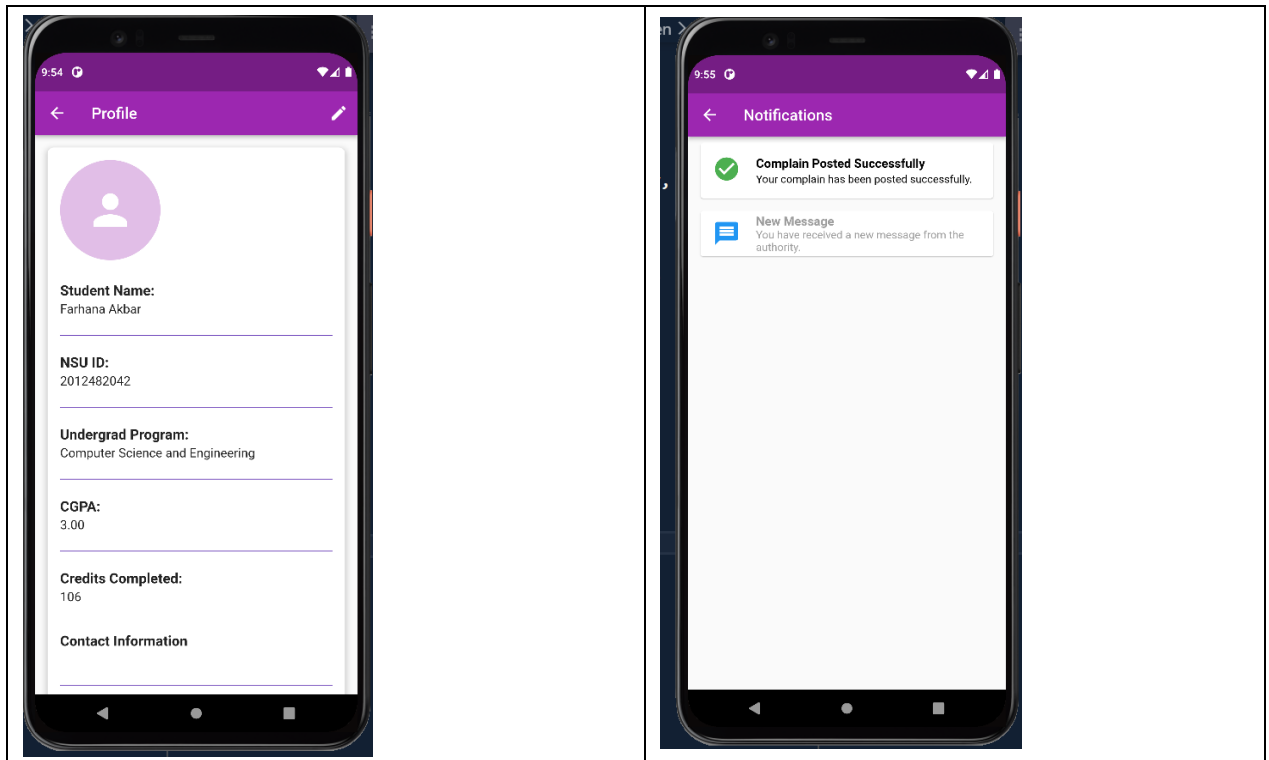 9:54
Profile
Student Name:
Farhana Akbar
NSU ID:
2012482042
Undergrad Program:
Computer Science and Engineering
CGPA:
3.00
Credits Completed:
106
Contact Information
en
9:55
Notifications
Complain Posted Successfully
Your complain has been posted successfully.
New Message
You have received a new message from the
authority.